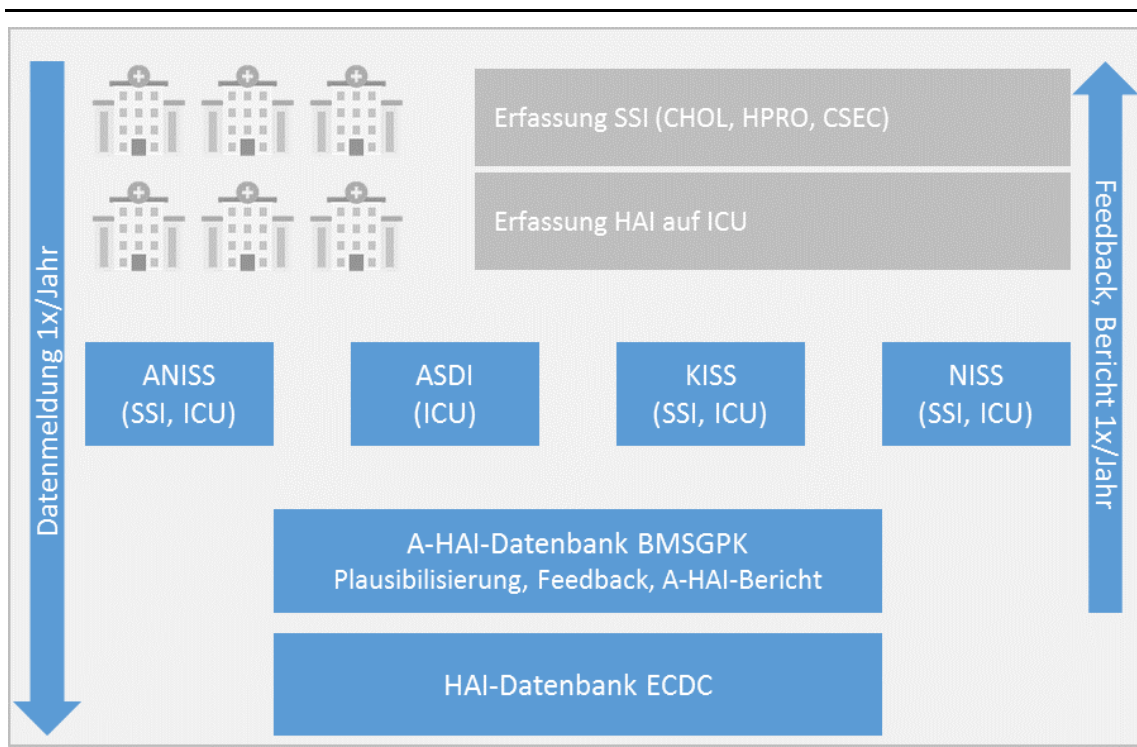 Datenmeldung 1x/Jahr
Erfassung SSI (CHOL, HPRO, CSEC)
Erfassung HAI auf ICU
Feedback, Bericht 1x/Jahr
ANISS
(SSI, ICU)
ASDI
(ICU)
KISS
(SSI, ICU)
NISS
(SSI, ICU)
A-HAI-Datenbank BMSGPK
Plausibilisierung, Feedback, A-HAI-Bericht
HAI-Datenbank ECDC